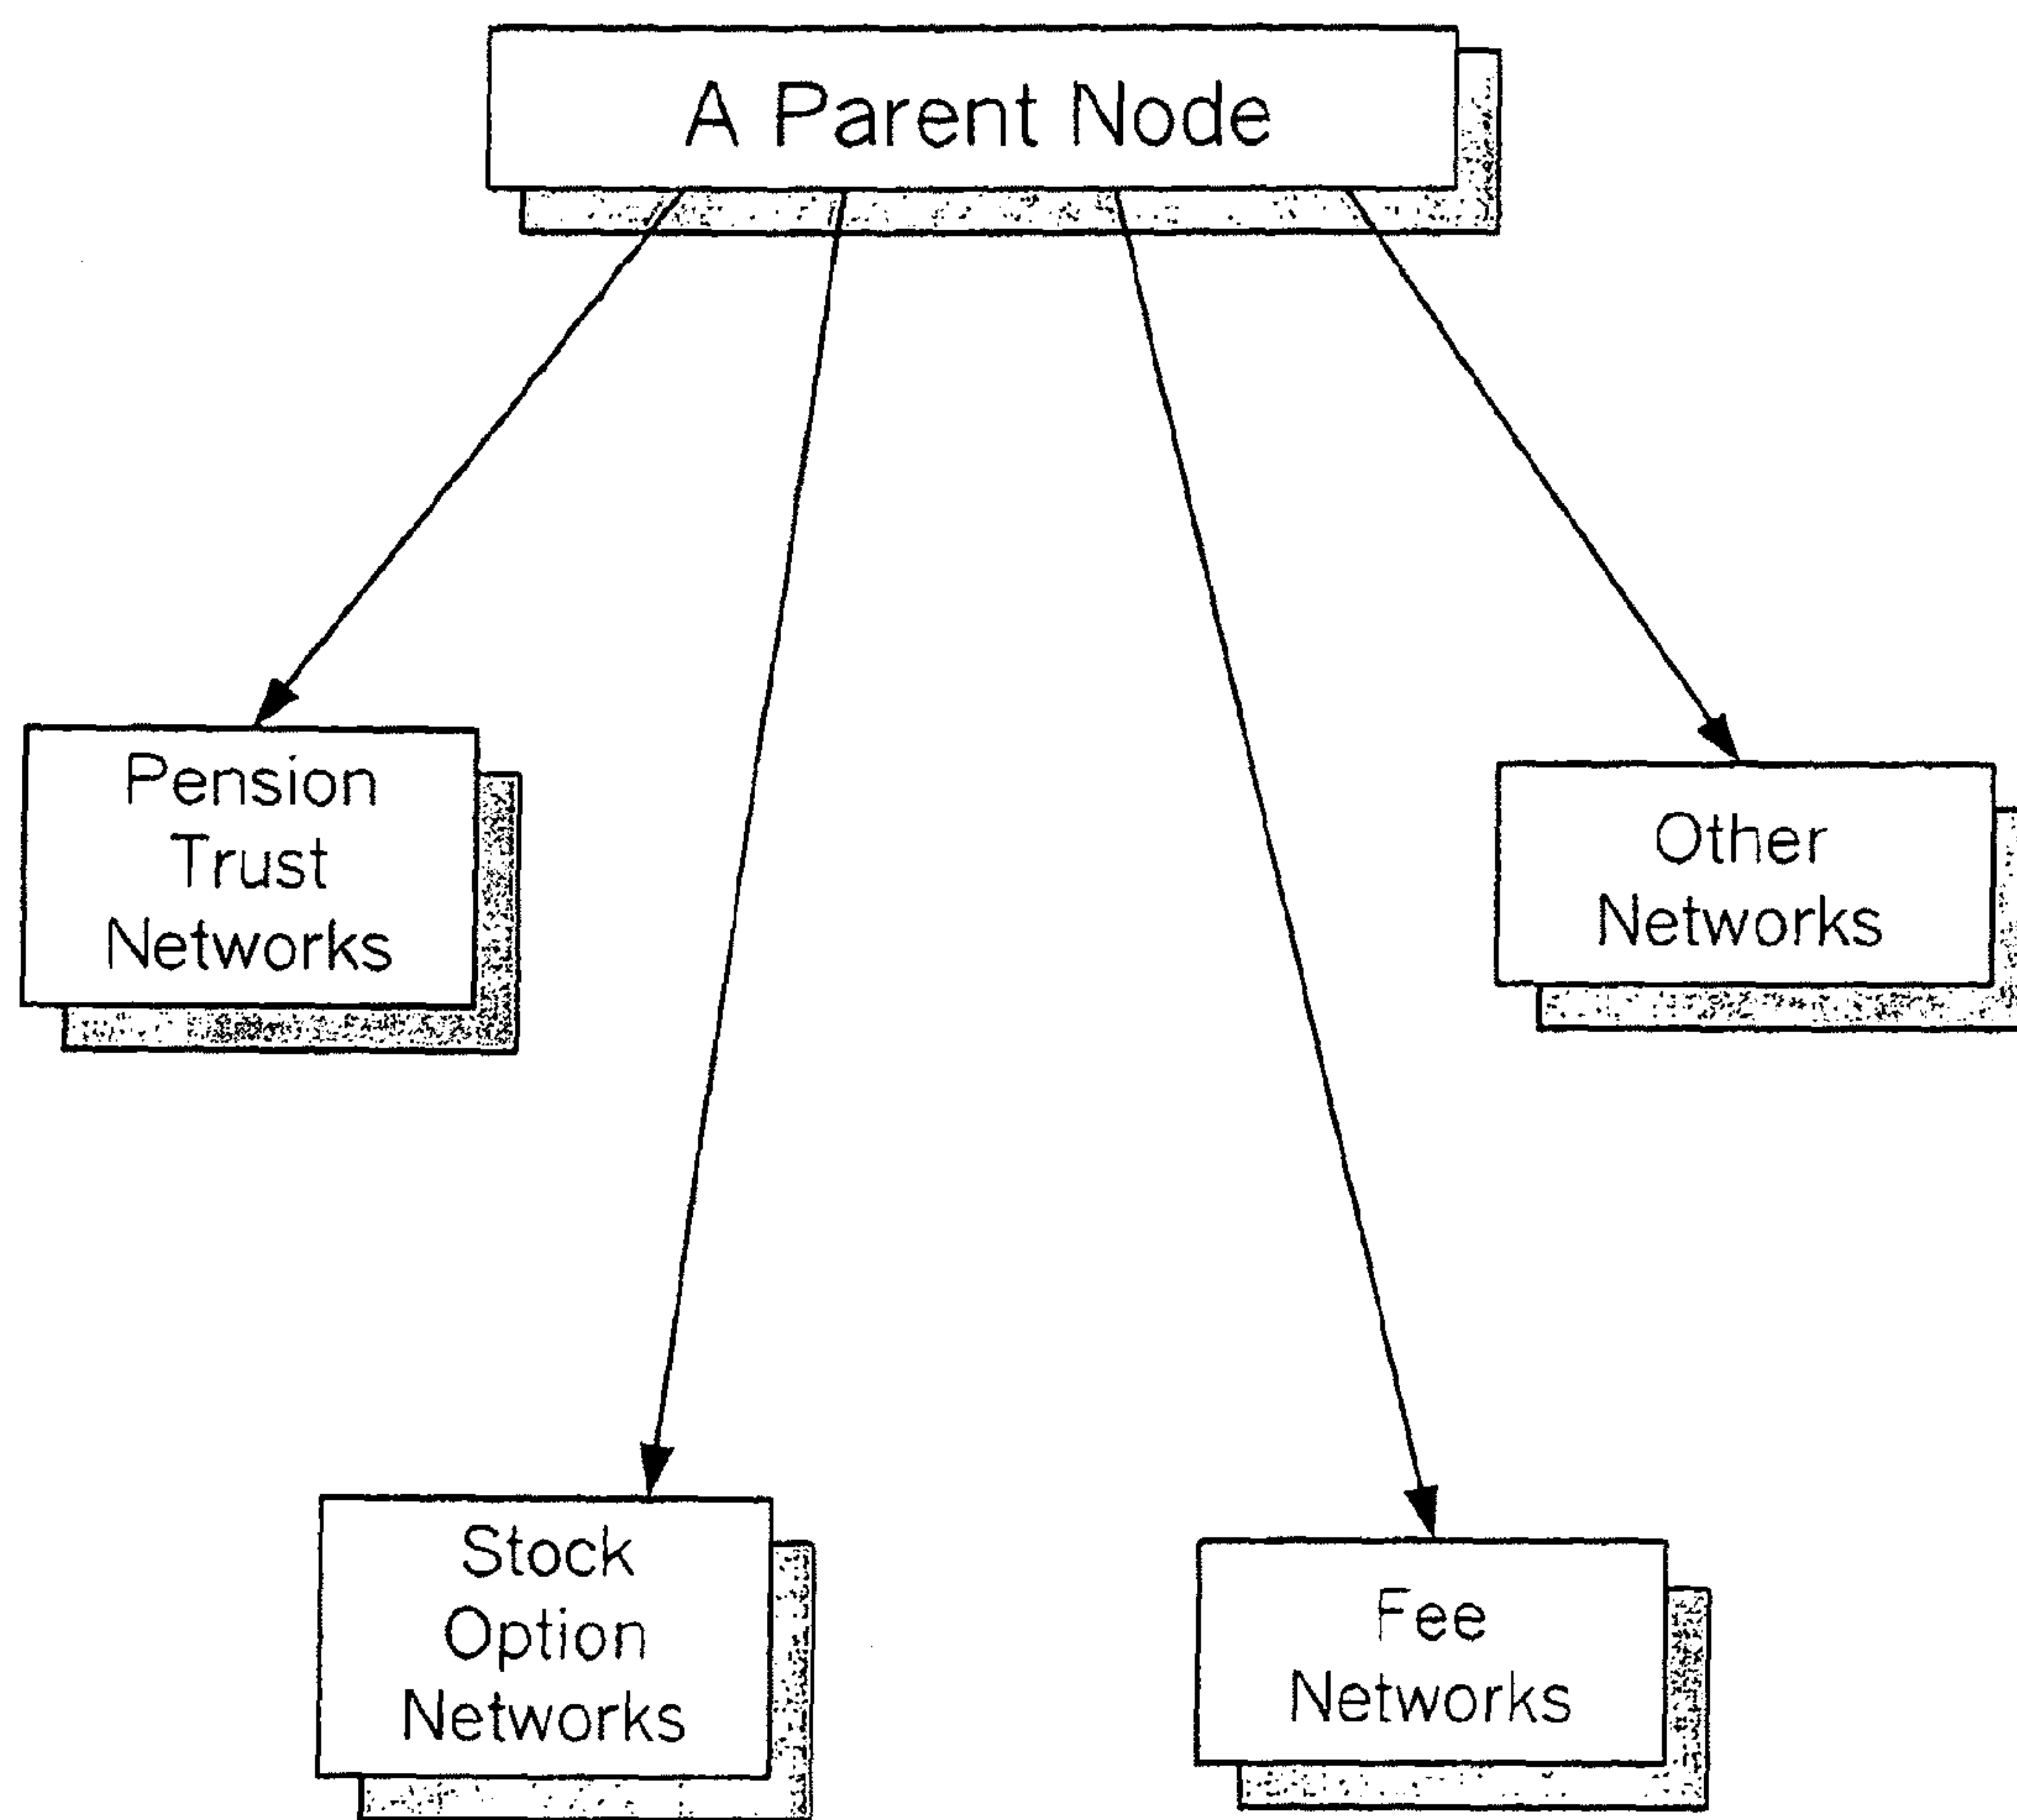 A Parent Node
Pension
Trust
Networks
Other
Networks
Stock
Option
Networks
Fee
Networks